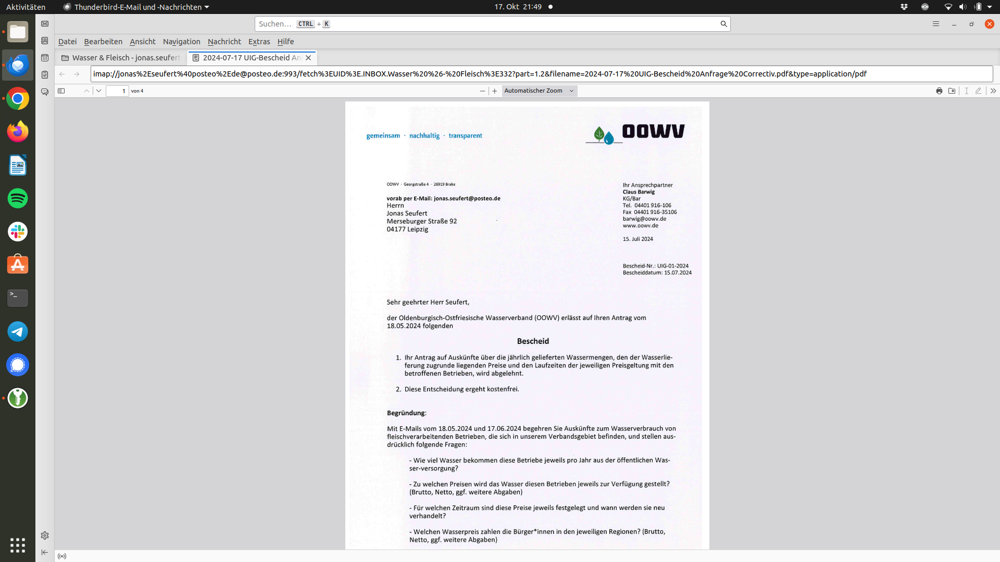 Aktivitäten
Thunderbird-E-Mail und -Nachrichten
17. Okt 21:49
Suchen… CTRL + K
Datei Bearbeiten Ansicht Navigation Nachricht Extras Hilfe
Wasser & Fleisch - jonas.seufert
2024-07-17 UIG-Bescheid An
imap://jonas%2Eseufert%40posteo%2Ede@posteo.de:993/fetch%3EUID%3E.INBOX.Wasser%20%26-%20Fleisch%3E332?part=1.2&filename=2024-07-17%20UIG-Bescheid%20Anfrage%20Correctiv.pdf&type=application/pdf
1 von 4
Automatischer Zoom
gemeinsam · nachhaltig · transparent
OOWV
OOWV · Georgstraße 4 · 26919 Brake
vorab per E-Mail: jonas.seufert@posteo.de
Herrn
Jonas Seufert
Merseburger Straße 92
04177 Leipzig
Ihr Ansprechpartner
Claus Barwig
KG/Bar
Tel. 04401 916-106
Fax 04401 916-35106
barwig@oowv.de
www.oowv.de
15. Juli 2024
Bescheid-Nr.: UIG-01-2024
Bescheiddatum: 15.07.2024
Sehr geehrter Herr Seufert,
der Oldenburgisch-Ostfriesische Wasserverband (OOWV) erlässt auf Ihren Antrag vom
18.05.2024 folgenden
Bescheid
1. Ihr Antrag auf Auskünfte über die jährlich gelieferten Wassermengen, den der Wasserlie-
ferung zugrunde liegenden Preise und den Laufzeiten der jeweiligen Preisgeltung mit den
betroffenen Betrieben, wird abgelehnt.
2. Diese Entscheidung ergeht kostenfrei.
Begründung:
Mit E-Mails vom 18.05.2024 und 17.06.2024 begehren Sie Auskünfte zum Wasserverbrauch von
fleischverarbeitenden Betrieben, die sich in unserem Verbandsgebiet befinden, und stellen aus-
drücklich folgende Fragen:
- Wie viel Wasser bekommen diese Betriebe jeweils pro Jahr aus der öffentlichen Was-
ser-versorgung?
- Zu welchen Preisen wird das Wasser diesen Betrieben jeweils zur Verfügung gestellt?
(Brutto, Netto, ggf. weitere Abgaben)
- Für welchen Zeitraum sind diese Preise jeweils festgelegt und wann werden sie neu
verhandelt?
- Welchen Wasserpreis zahlen die Bürger*innen in den jeweiligen Regionen? (Brutto,
Netto, ggf. weitere Abgaben)